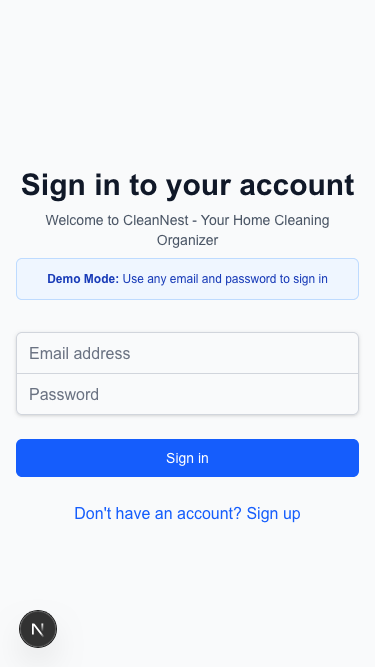 Sign in to your account
Welcome to CleanNest - Your Home Cleaning
Organizer
Demo Mode: Use any email and password to sign in
Email address
Password
Sign in
Don't have an account? Sign up
N